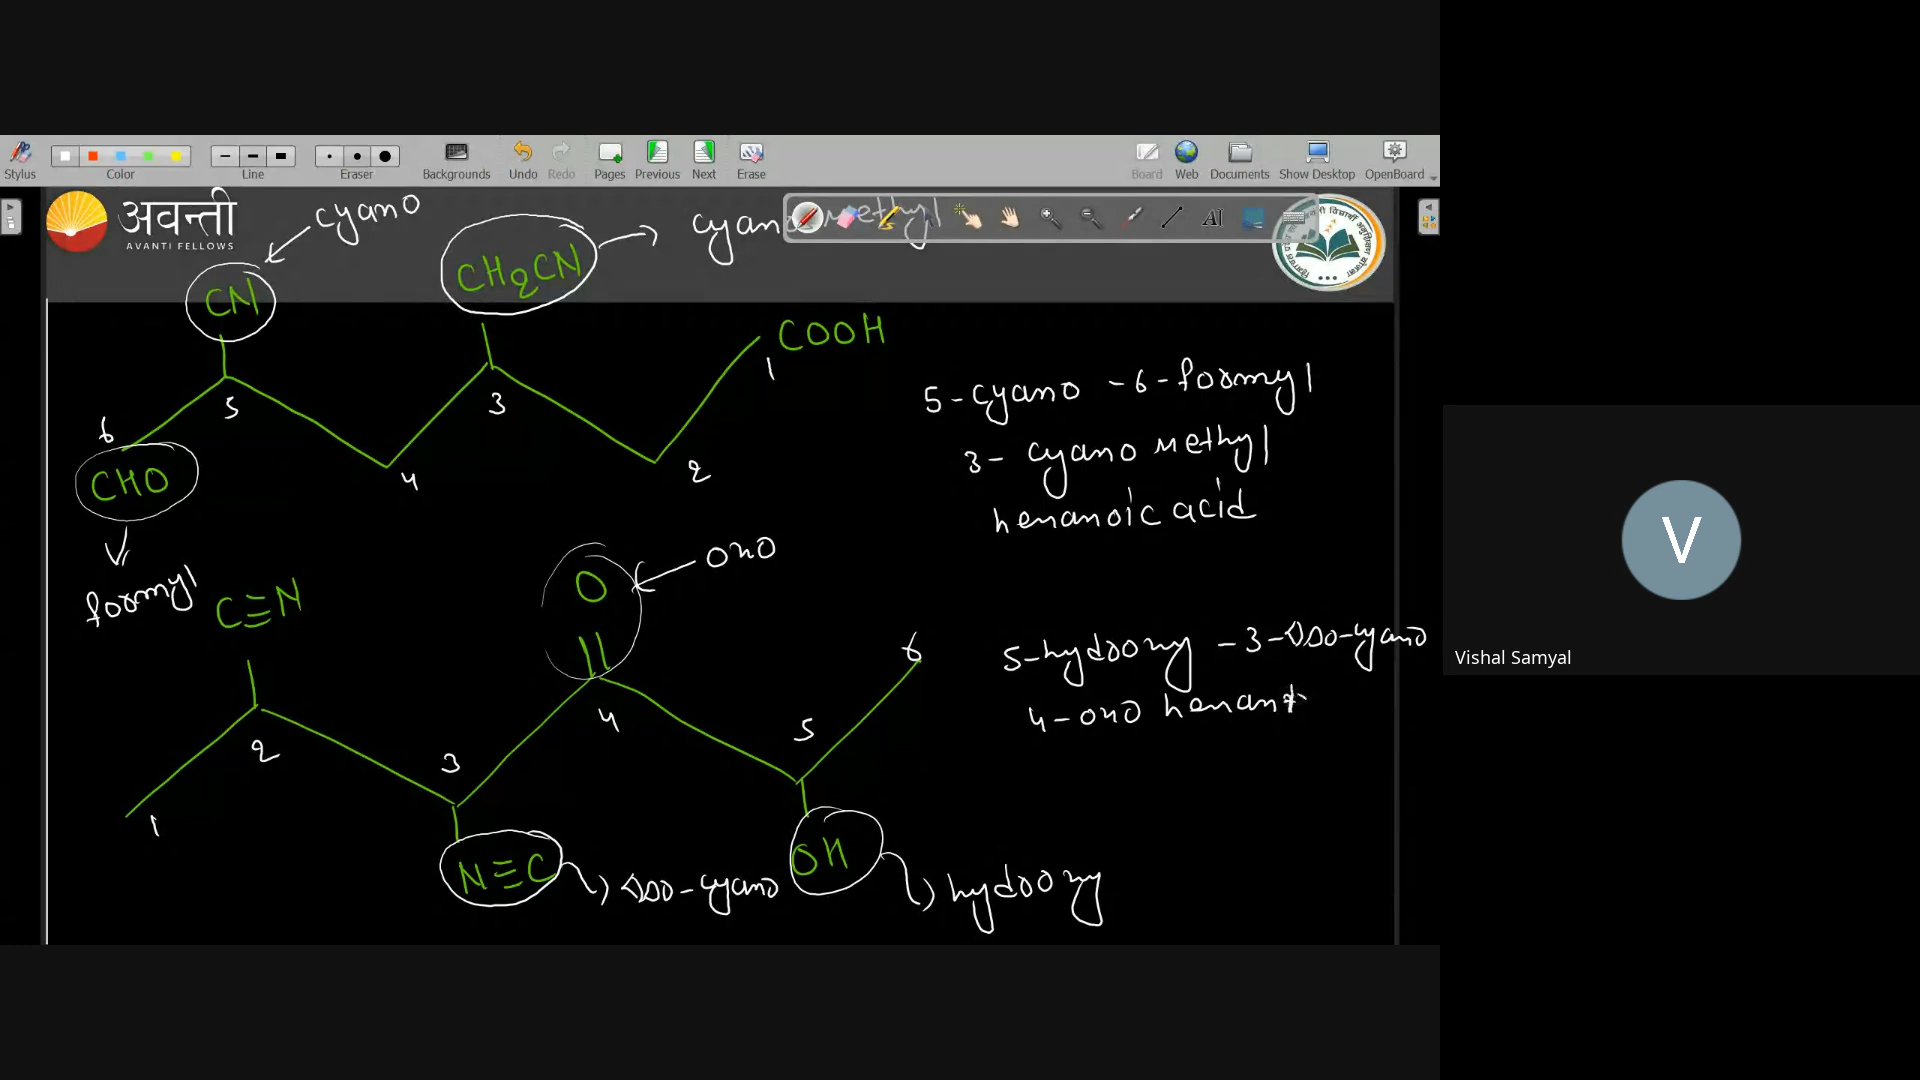 Stylus
Color
Line
Eraser
Backgrounds
Undo
Redo
Pages
Previous
Next
Erase
Board
Web
Documents
Show Desktop
OpenBoard
अवन्ती
AVANTI FELLOWS
cyano
cyanomethyl
CN
CH2CN
COOH
1
3
5
6
4
2
CHO
formyl
5-cyano -6-formyl
3- cyano methyl
hexanoic acid
C≡N
O
oxo
6
5
4
3
2
1
N≡C
iso-cyano
OH
hydroxy
5-hydroxy -3-iso-cyano
4-oxo hexan
V
Vishal Samyal